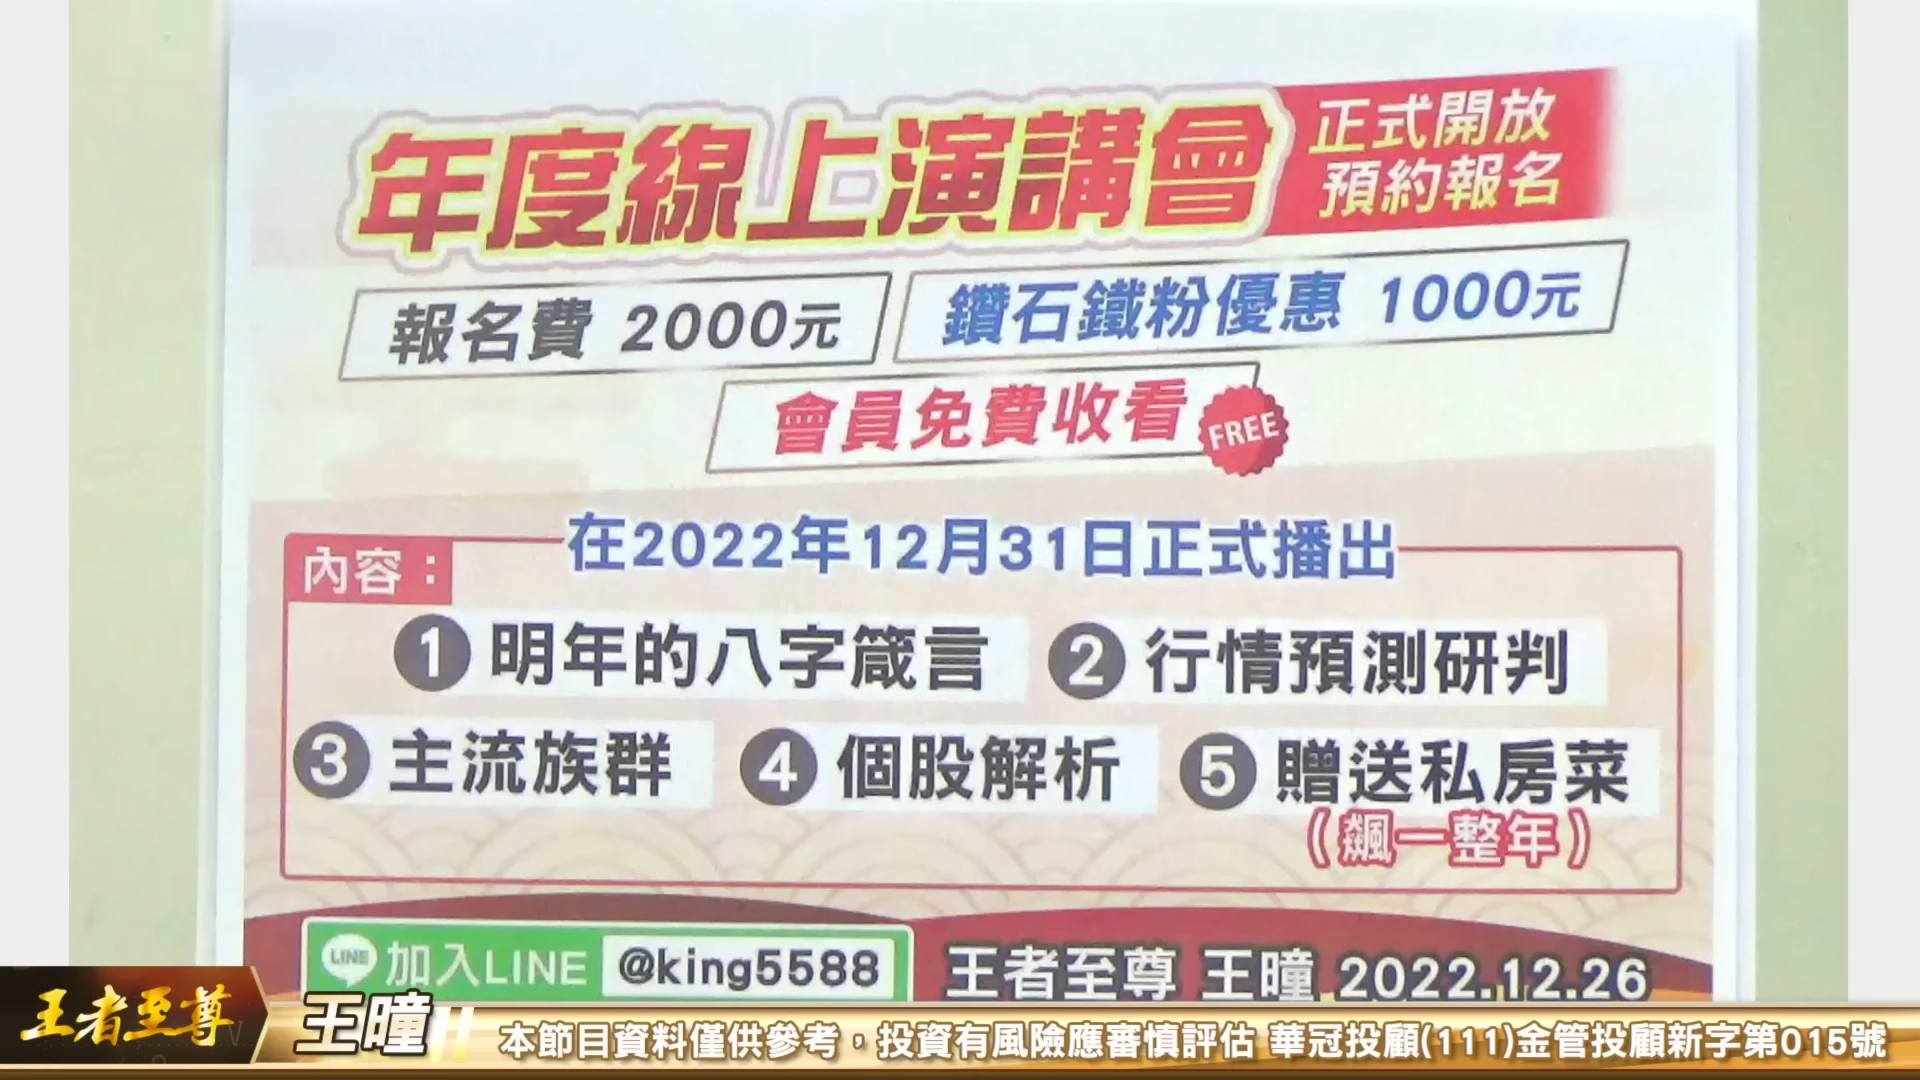 年度線上演講會
正式開放
預約報名
報名費 2000元
鑽石鐵粉優惠 1000元
會員免費收看
FREE
在2022年12月31日正式播出
內容：
1 明年的八字箴言
2 行情預測研判
3 主流族群
4 個股解析
5 贈送私房菜
(飆一整年)
LINE 加入LINE @king5588
王者至尊 王曈 2022.12.26
王者至尊
王曈
本節目資料僅供參考，投資有風險應審慎評估 華冠投顧(111)金管投顧新字第015號